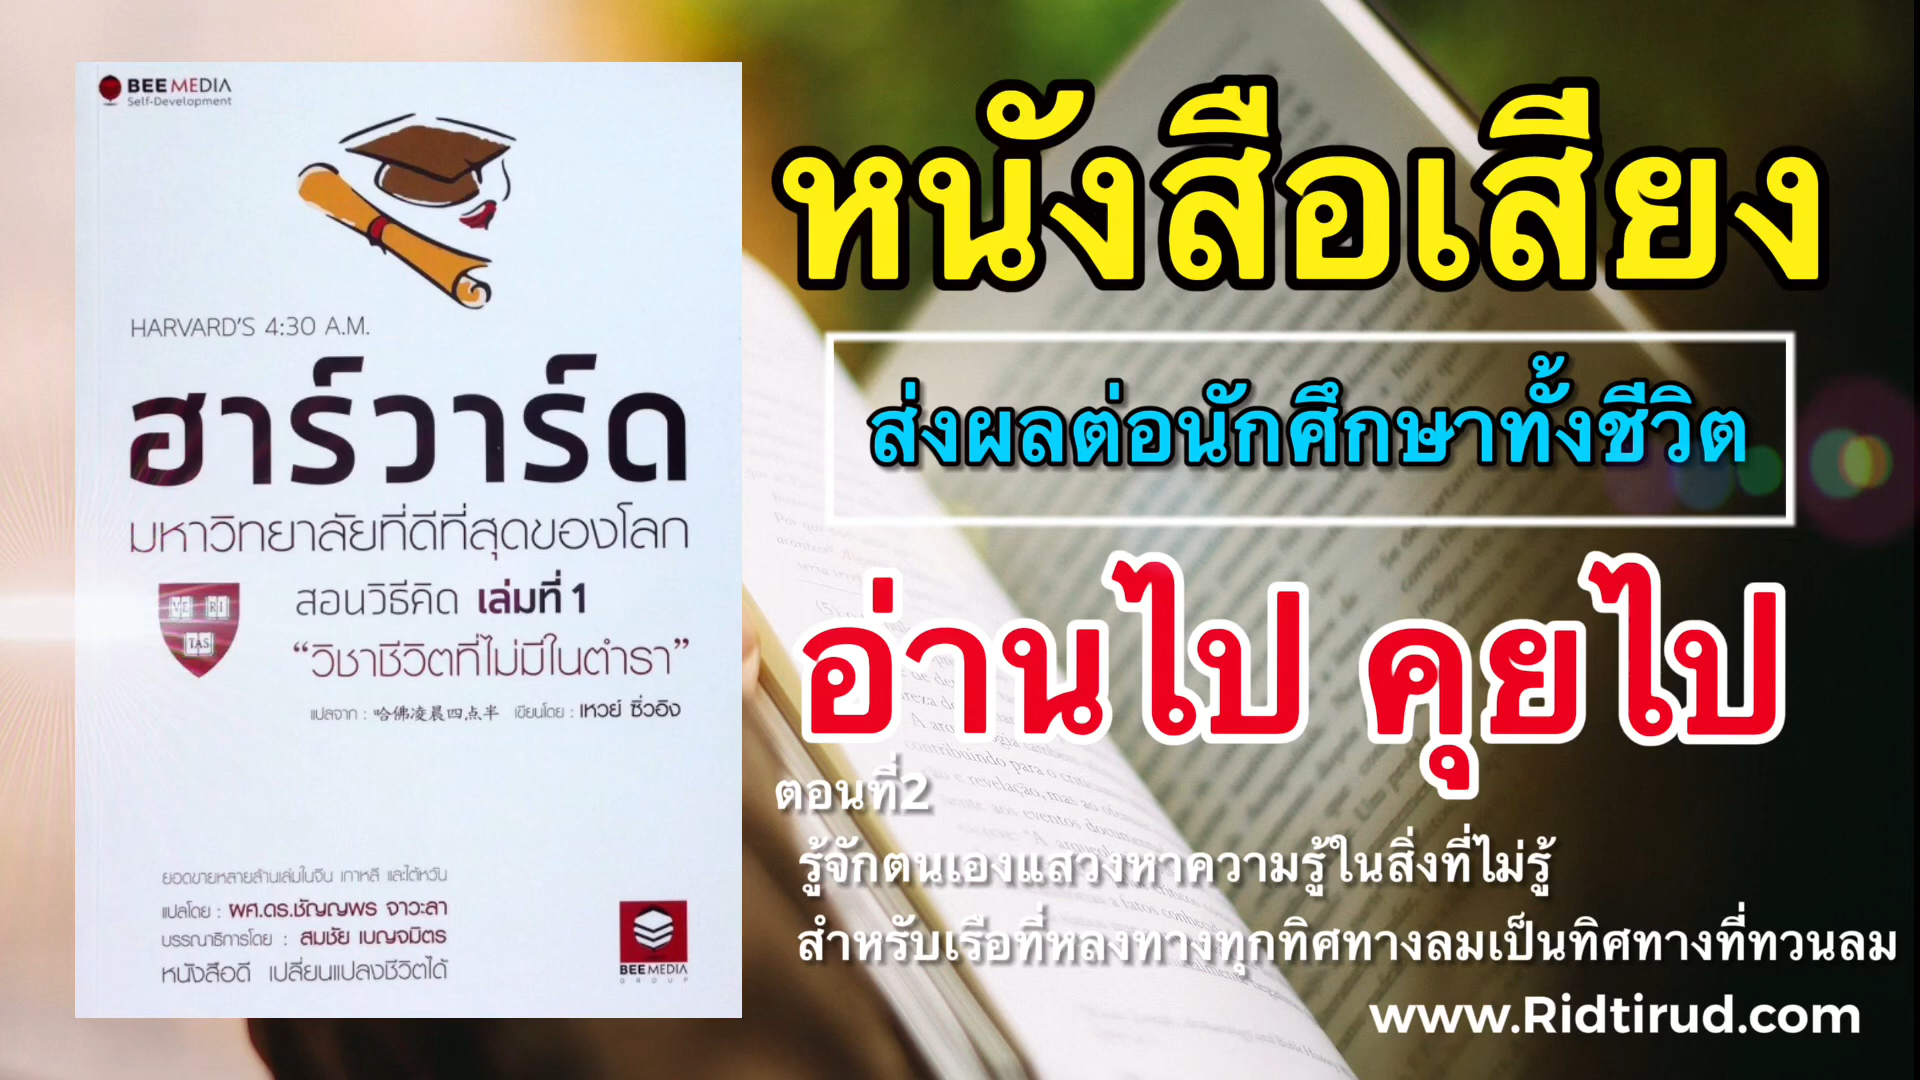 BEE MEDIA
Self-Development
HARVARD'S 4:30 A.M.
ฮาร์วาร์ด
มหาวิทยาลัยที่ดีที่สุดของโลก
VE RI
TAS
สอนวิธีคิด เล่มที่ 1
“วิชาชีวิตที่ไม่มีในตำรา”
แปลจาก : 哈佛凌晨四点半 เขียนโดย : เหวย์ ซิ่วอิง
ยอดขายหลายล้านเล่มในจีน เกาหลี และไต้หวัน
แปลโดย : ผศ.ดร.ชัญญพร จาวะลา
บรรณาธิการโดย : สมชัย เบญจมิตร
หนังสือดี เปลี่ยนแปลงชีวิตได้
BEE MEDIA
GROUP
หนังสือเสียง
ส่งผลต่อนักศึกษาทั้งชีวิต
อ่านไป คุยไป
ตอนที่2
รู้จักตนเองแสวงหาความรู้ในสิ่งที่ไม่รู้
สำหรับเรือที่หลงทางทุกทิศทางลมเป็นทิศทางที่ทวนลม
www.Ridtirud.com